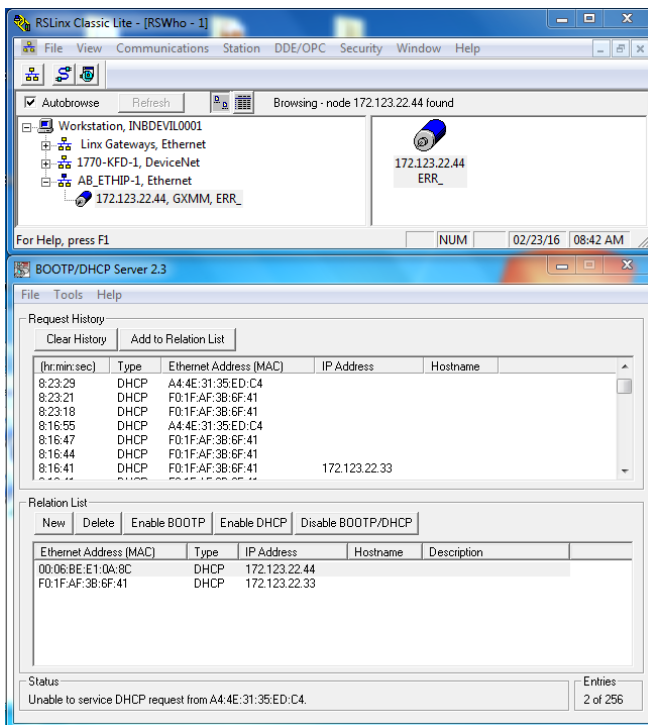 RSLinx Classic Lite - [RSWho - 1]
File View Communications Station DDE/OPC Security Window Help
Autobrowse Refresh Browsing - node 172.123.22.44 found
Workstation, INBDEVIL0001
Linx Gateways, Ethernet
1770-KFD-1, DeviceNet
AB_ETHIP-1, Ethernet
172.123.22.44, GXMM, ERR_
172.123.22.44
ERR_
For Help, press F1 NUM 02/23/16 08:42 AM
BOOTP/DHCP Server 2.3
File Tools Help
Request History
Clear History Add to Relation List
(hr:min:sec) Type Ethernet Address (MAC) IP Address Hostname
8:23:29 DHCP A4:4E:31:35:ED:C4
8:23:21 DHCP F0:1F:AF:3B:6F:41
8:23:18 DHCP F0:1F:AF:3B:6F:41
8:16:55 DHCP A4:4E:31:35:ED:C4
8:16:47 DHCP F0:1F:AF:3B:6F:41
8:16:44 DHCP F0:1F:AF:3B:6F:41
8:16:41 DHCP F0:1F:AF:3B:6F:41 172.123.22.33
Relation List
New Delete Enable BOOTP Enable DHCP Disable BOOTP/DHCP
Ethernet Address (MAC) Type IP Address Hostname Description
00:06:BE:E1:0A:8C DHCP 172.123.22.44
F0:1F:AF:3B:6F:41 DHCP 172.123.22.33
Status
Unable to service DHCP request from A4:4E:31:35:ED:C4.
Entries
2 of 256